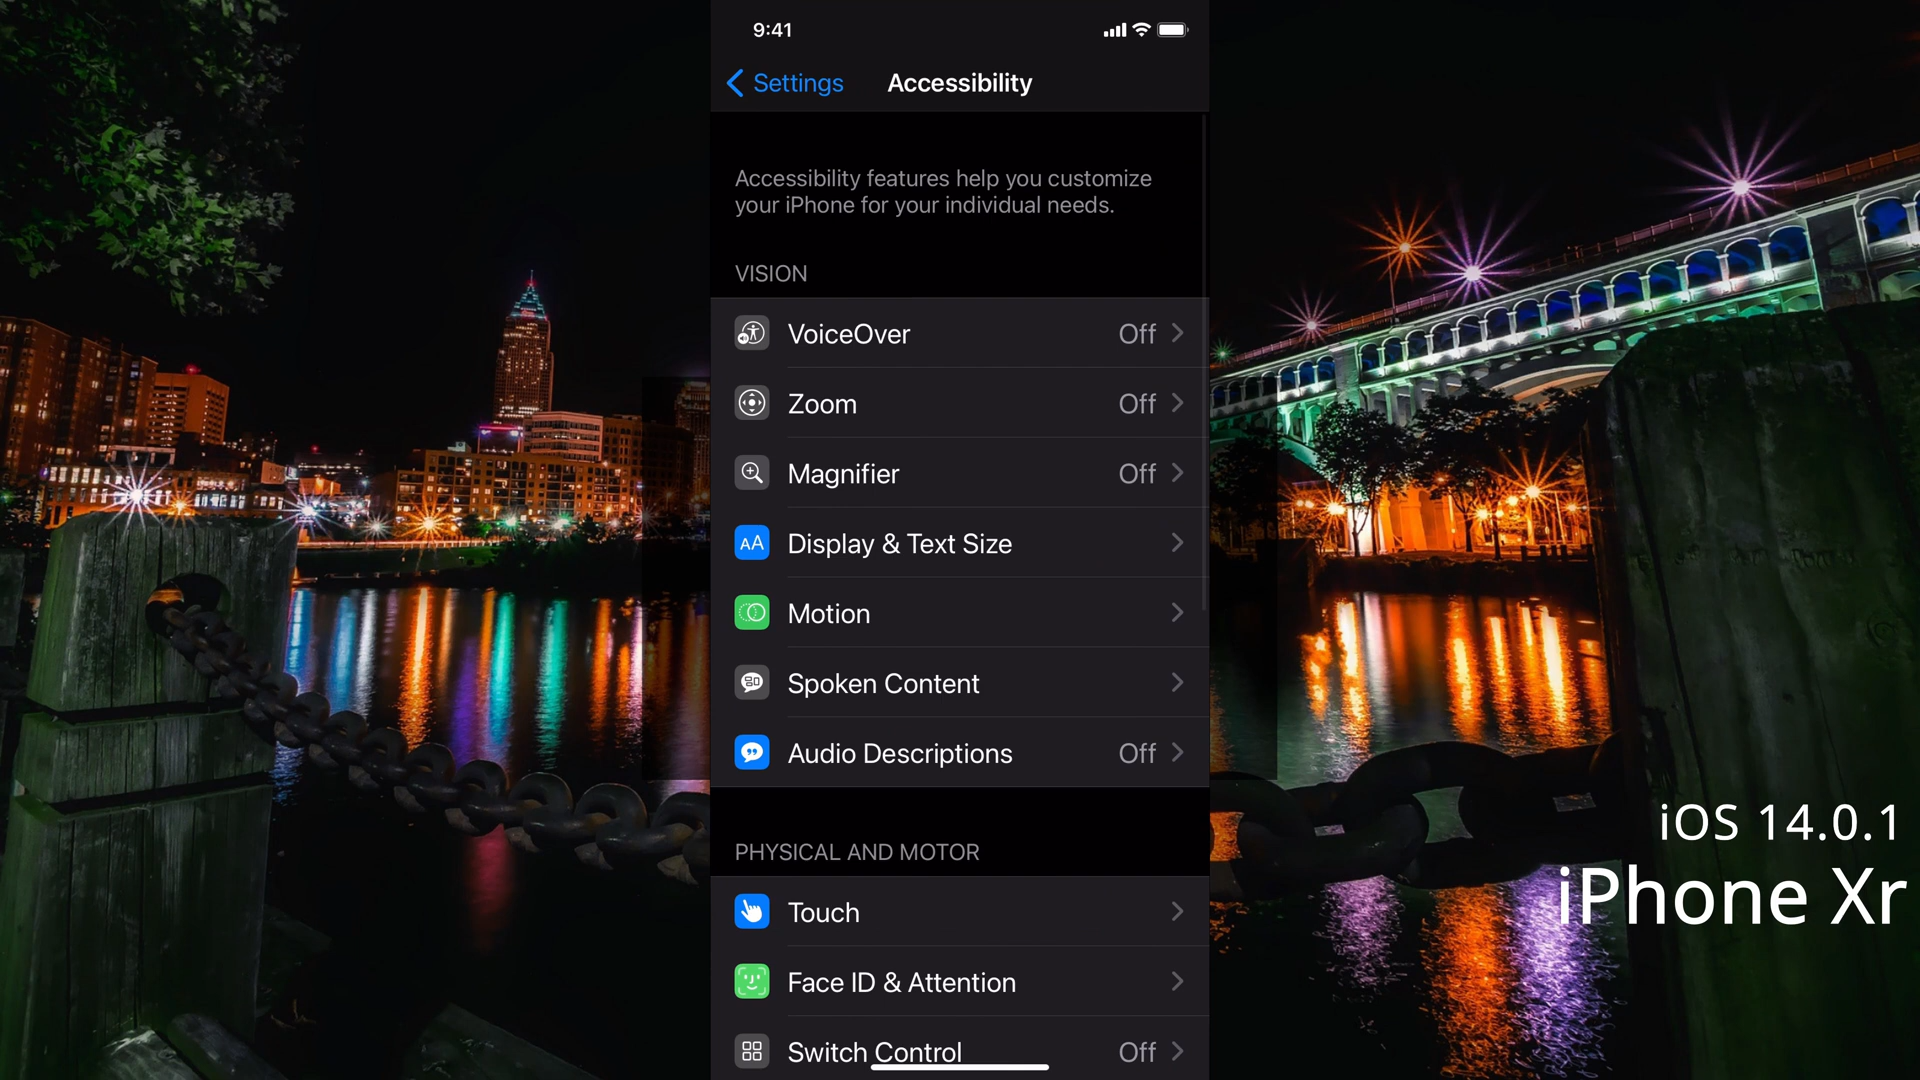 9:41
Settings
Accessibility
Accessibility features help you customize
your iPhone for your individual needs.
VISION
VoiceOver Off
Zoom Off
Magnifier Off
AA Display & Text Size
Motion
Spoken Content
Audio Descriptions Off
PHYSICAL AND MOTOR
Touch
Face ID & Attention
Switch Control Off
iOS 14.0.1
iPhone Xr